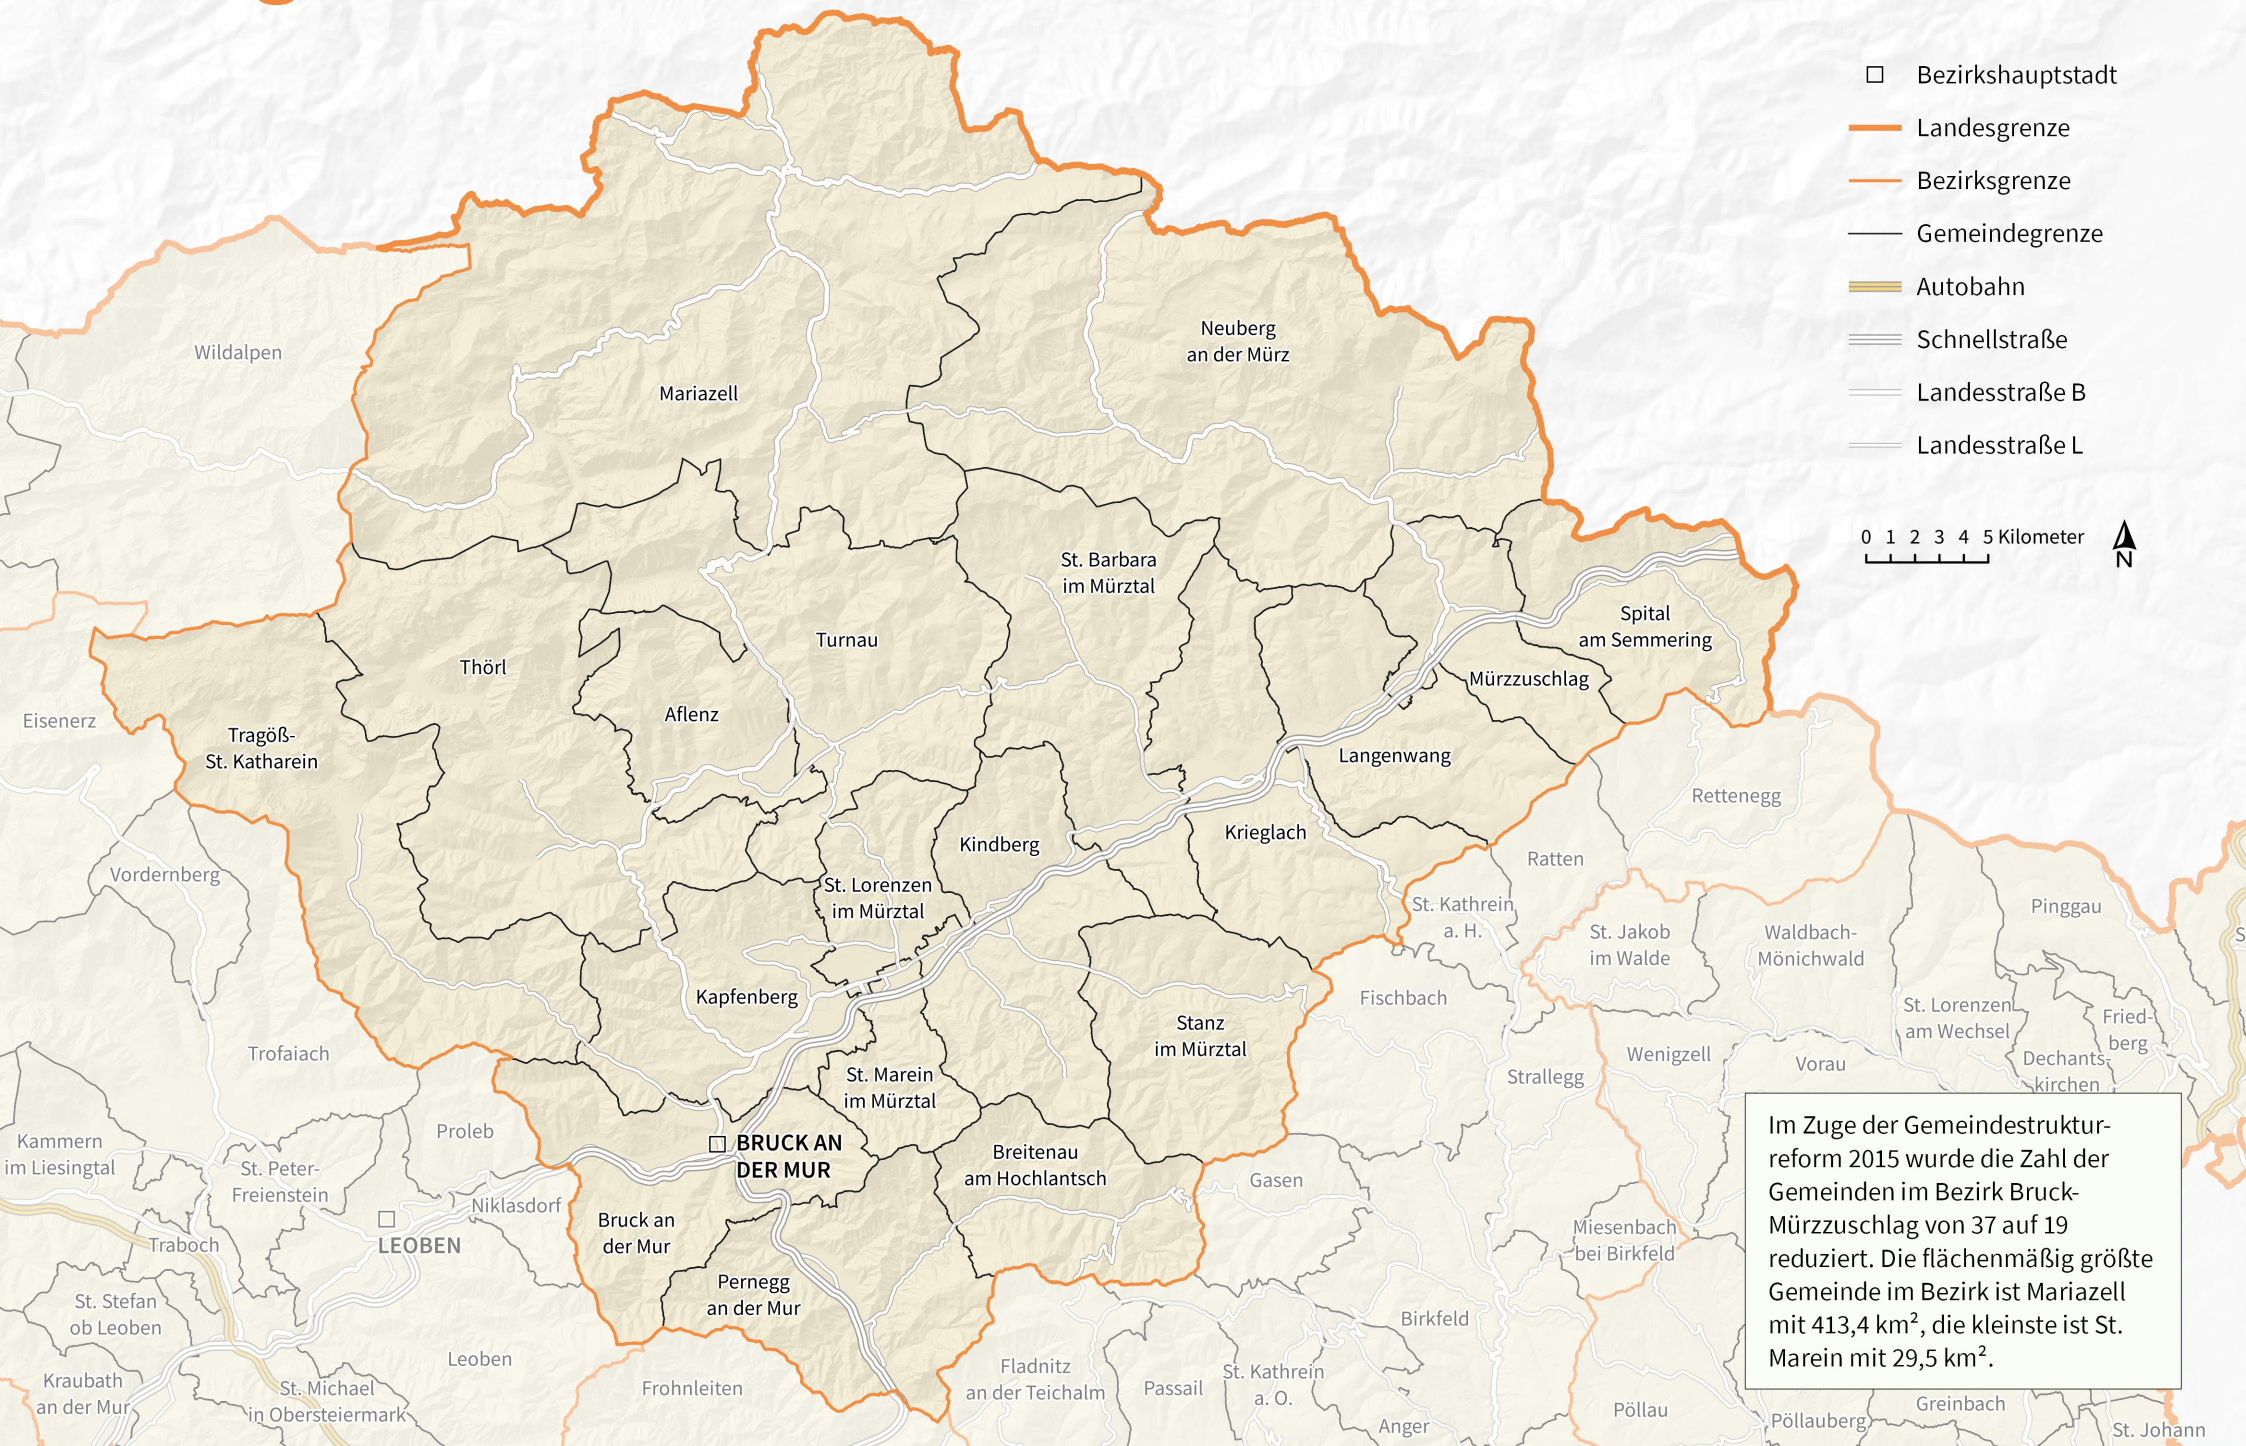 Bezirkshauptstadt
Landesgrenze
Bezirksgrenze
Gemeindegrenze
Autobahn
Schnellstraße
Landesstraße B
Landesstraße L
0 1 2 3 4 5 Kilometer
N
Wildalpen
Mariazell
Neuberg
an der Mürz
St. Barbara
im Mürztal
Turnau
Thörl
Aflenz
Spital
am Semmering
Mürzzuschlag
Langenwang
Eisenerz
Tragöß-
St. Katharein
Rettenegg
Krieglach
Kindberg
Ratten
Vordernberg
St. Lorenzen
im Mürztal
St. Kathrein
a. H.
Pinggau
St. Jakob
im Walde
Waldbach-
Mönichwald
S
Kapfenberg
Fischbach
St. Lorenzen
am Wechsel
Fried-
berg
Stanz
im Mürztal
Trofaiach
St. Marein
im Mürztal
Strallegg
Wenigzell
Vorau
Dechants-
kirchen
Kammern
im Liesingtal
Proleb
BRUCK AN
DER MUR
Breitenau
am Hochlantsch
St. Peter-
Freienstein
Niklasdorf
Gasen
Traboch
LEOBEN
Bruck an
der Mur
Miesenbach
bei Birkfeld
Pernegg
an der Mur
St. Stefan
ob Leoben
Birkfeld
Leoben
Kraubath
an der Mur
St. Michael
in Obersteiermark
Frohnleiten
Fladnitz
an der Teichalm
Passail
St. Kathrein
a. O.
Anger
Pöllau
Pöllauberg
Greinbach
St. Johann
Im Zuge der Gemeindestruktur-
reform 2015 wurde die Zahl der
Gemeinden im Bezirk Bruck-
Mürzzuschlag von 37 auf 19
reduziert. Die flächenmäßig größte
Gemeinde im Bezirk ist Mariazell
mit 413,4 km², die kleinste ist St.
Marein mit 29,5 km².